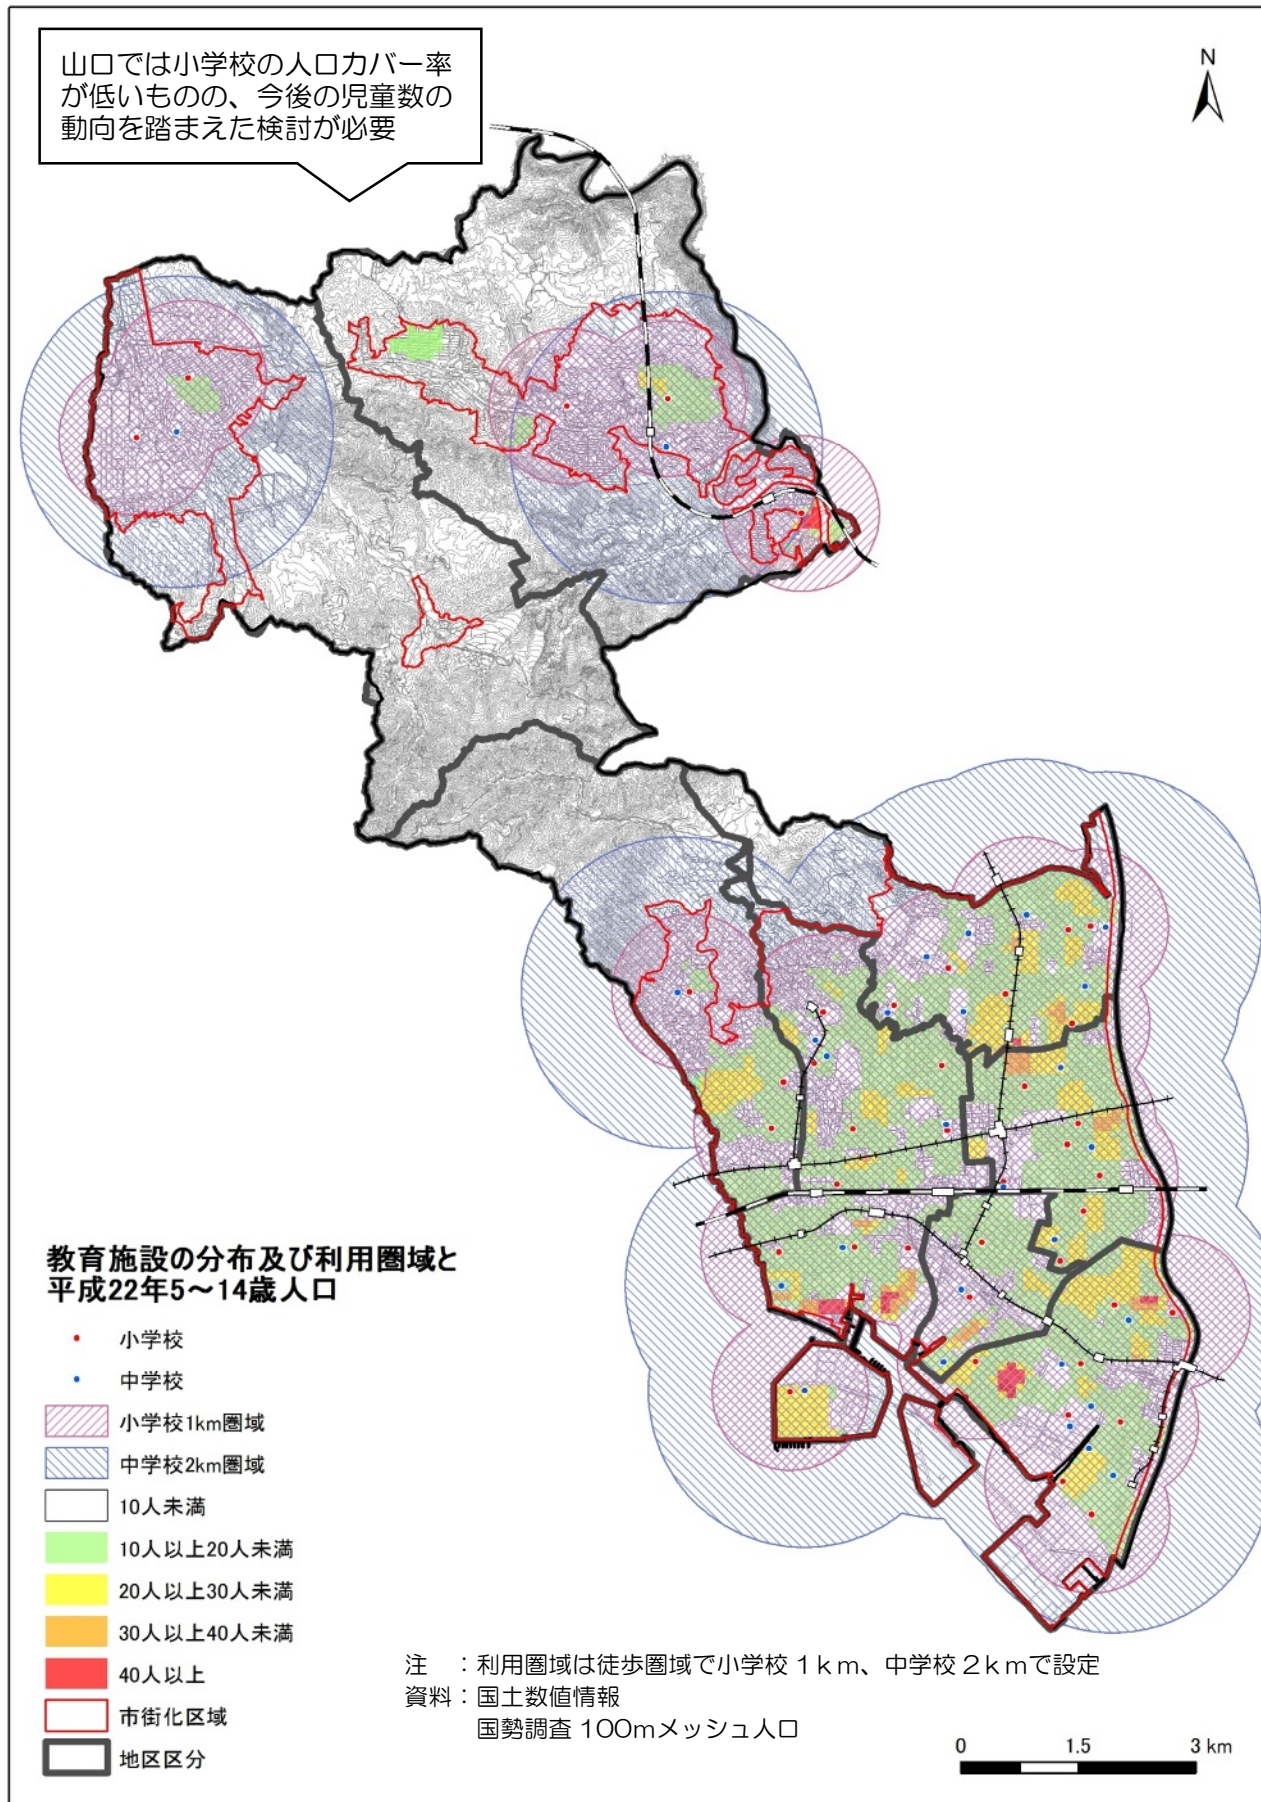 山口では小学校の人口カバー率
が低いものの、今後の児童数の
動向を踏まえた検討が必要
N
教育施設の分布及び利用圏域と
平成22年5～14歳人口
小学校
中学校
小学校1km圏域
中学校2km圏域
10人未満
10人以上20人未満
20人以上30人未満
30人以上40人未満
40人以上
市街化区域
地区区分
注　：利用圏域は徒歩圏域で小学校１ｋｍ、中学校２ｋｍで設定
資料：国土数値情報
国勢調査 100mメッシュ人口
0 1.5 3 km